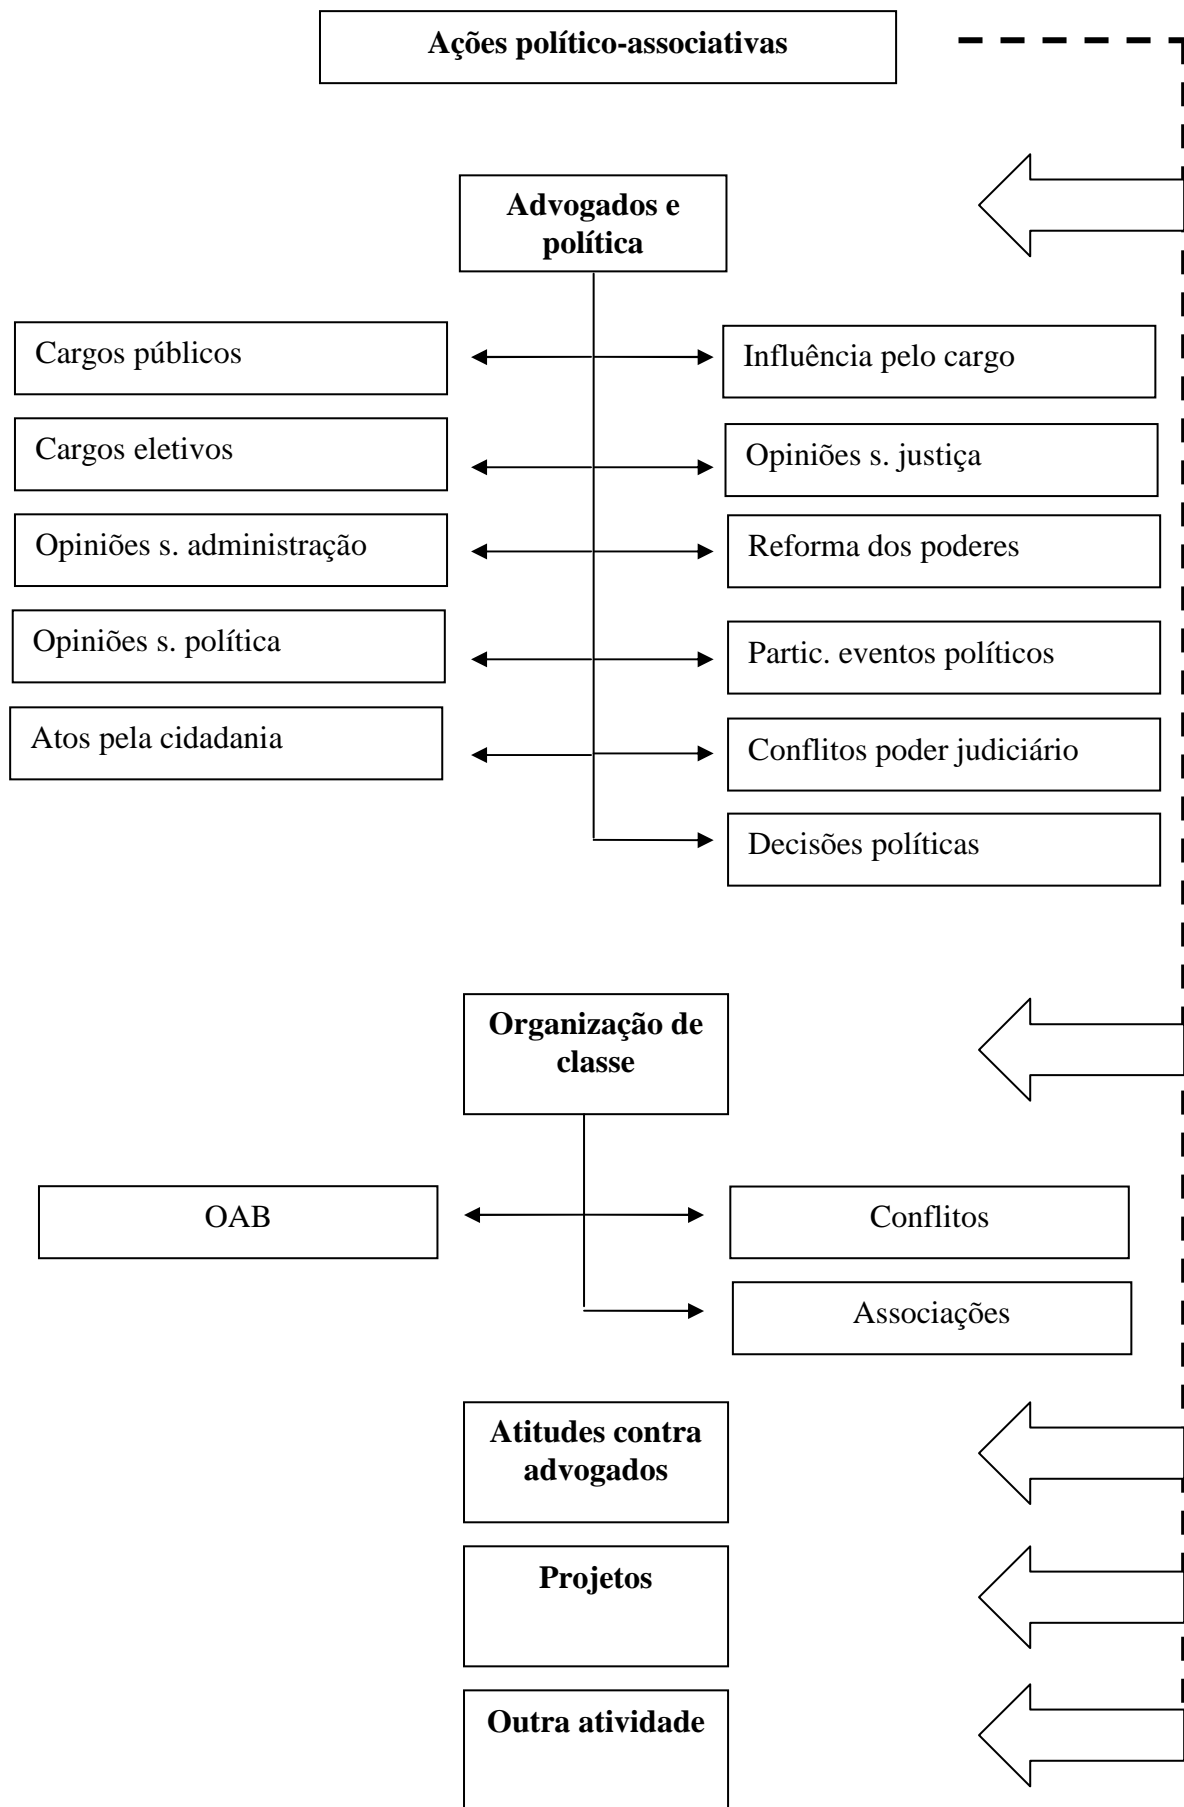 Ações político-associativas
Advogados e
política
Cargos públicos
Influência pelo cargo
Cargos eletivos
Opiniões s. justiça
Opiniões s. administração
Reforma dos poderes
Opiniões s. política
Partic. eventos políticos
Atos pela cidadania
Conflitos poder judiciário
Decisões políticas
Organização de
classe
OAB
Conflitos
Associações
Atitudes contra
advogados
Projetos
Outra atividade